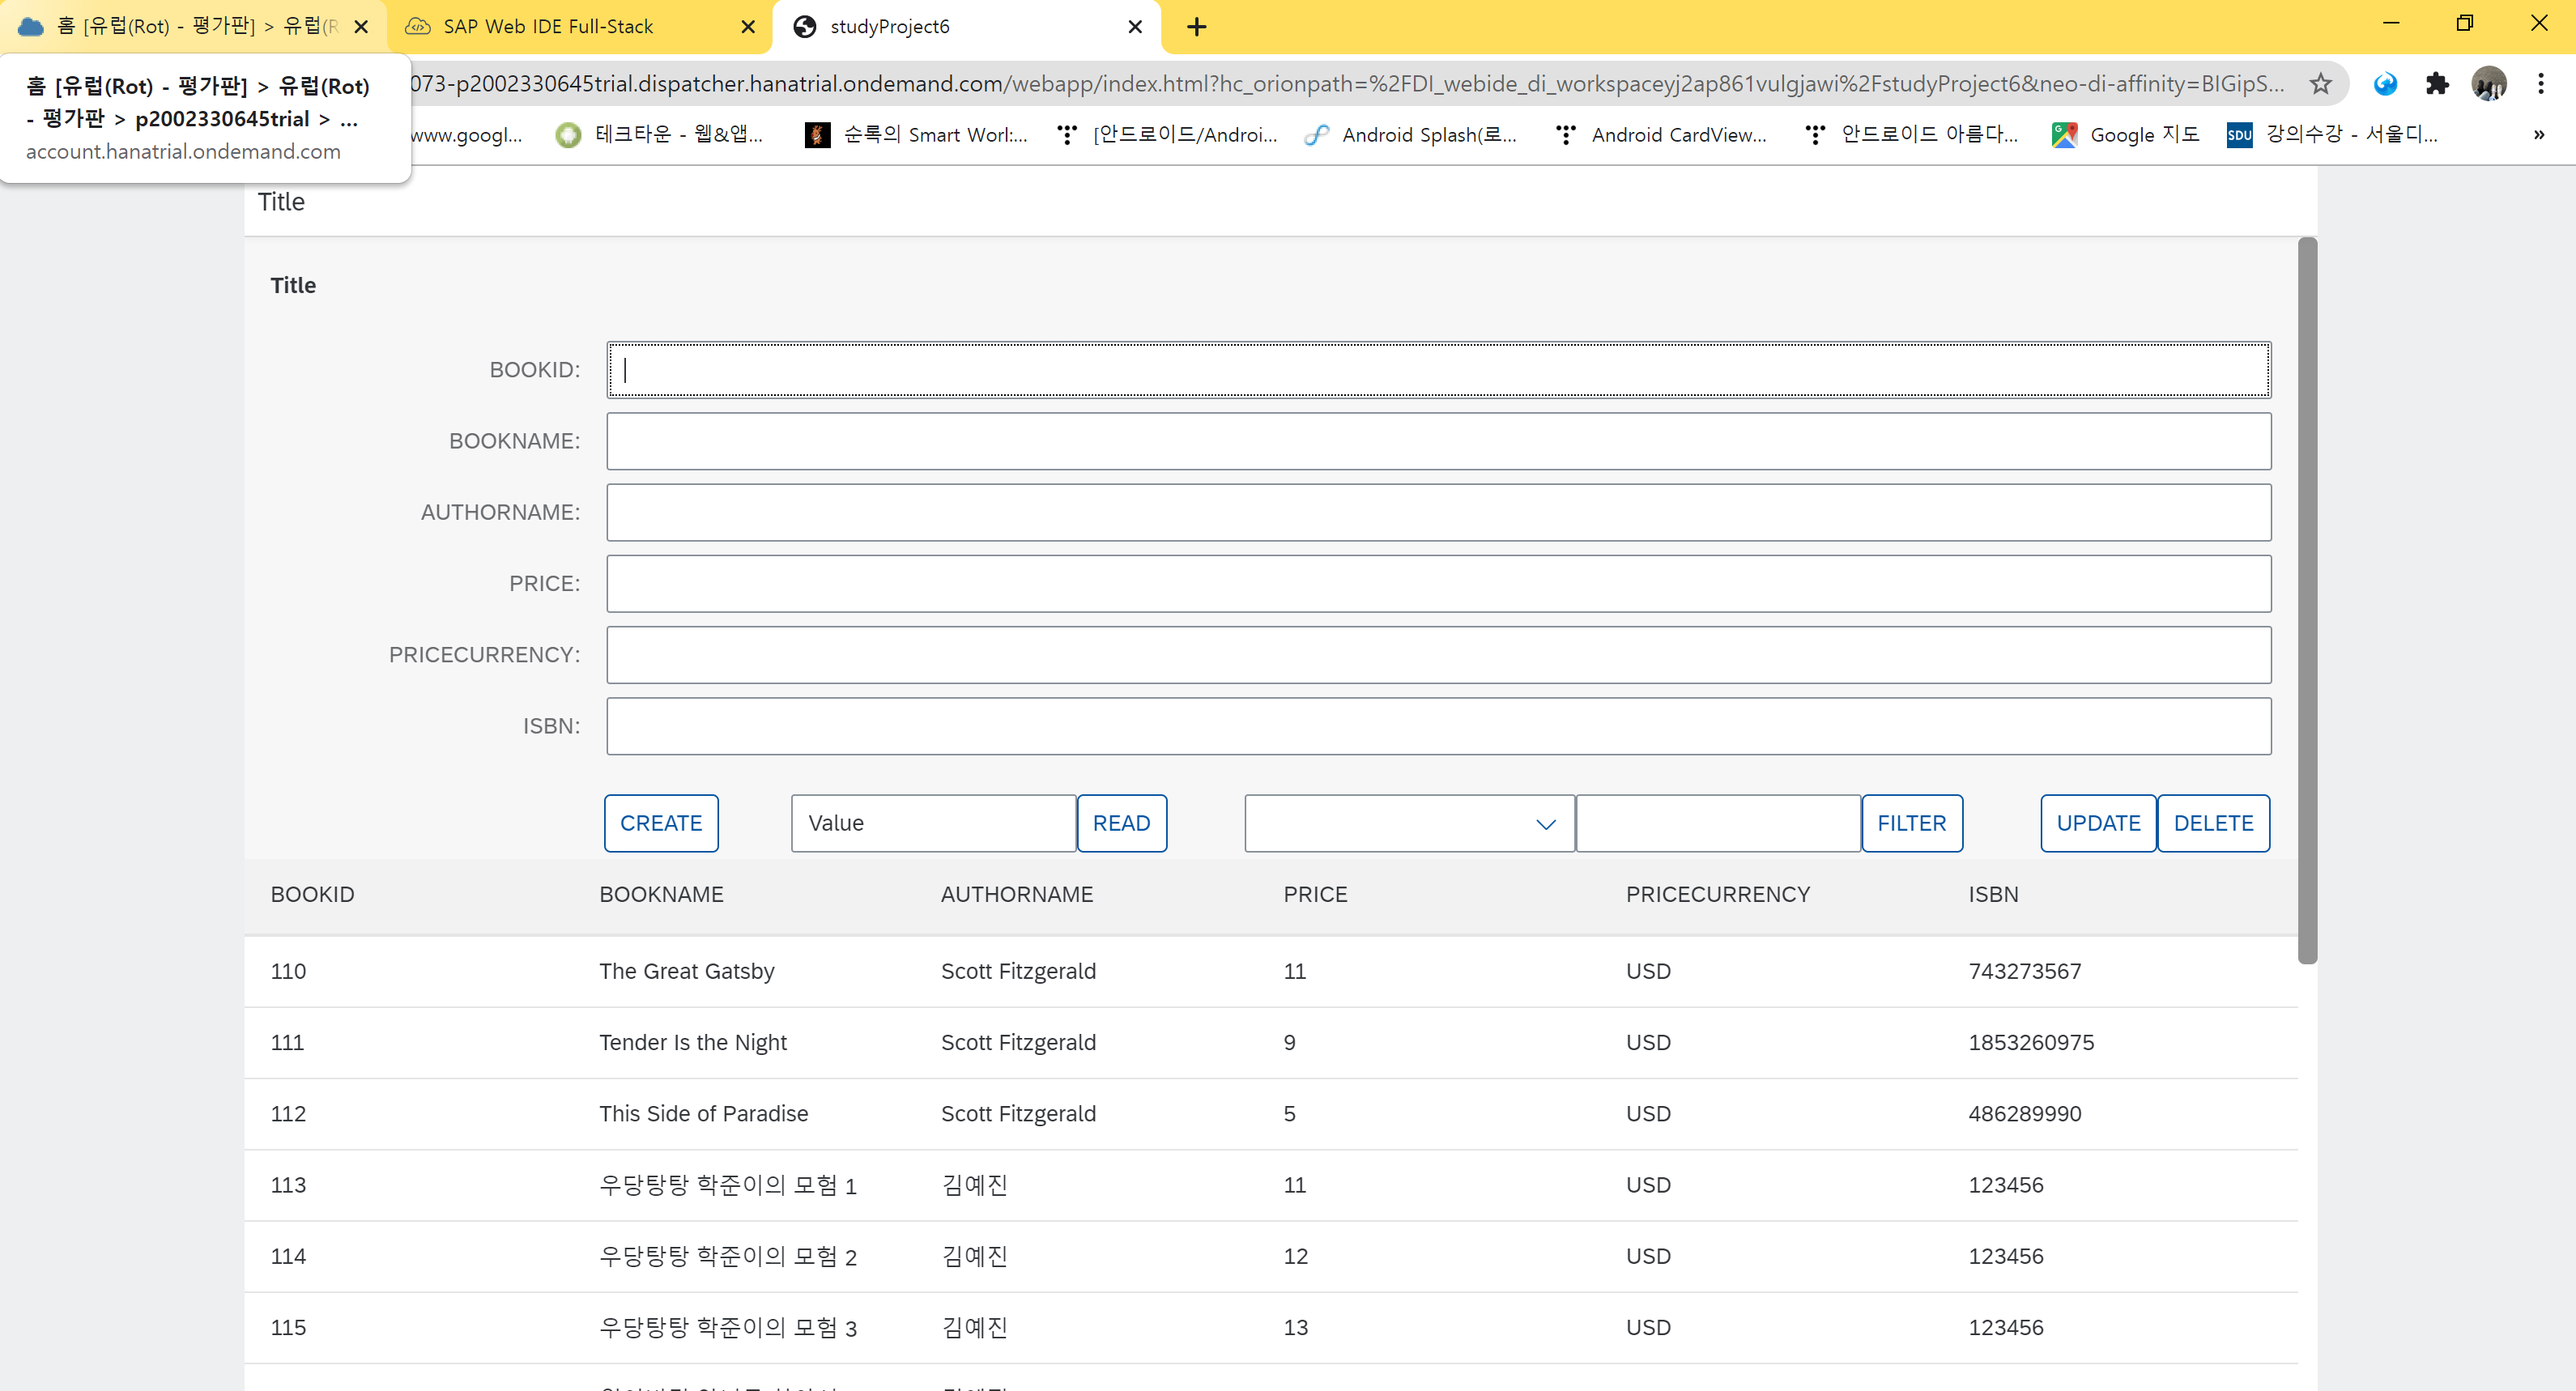 홈 [유럽(Rot) - 평가판] > 유럽(R
SAP Web IDE Full-Stack
studyProject6
홈 [유럽(Rot) - 평가판] > 유럽(Rot)
- 평가판 > p2002330645trial > ...
account.hanatrial.ondemand.com
073-p2002330645trial.dispatcher.hanatrial.ondemand.com/webapp/index.html?hc_orionpath=%2FDI_webide_di_workspaceyj2ap861vulgjawi%2FstudyProject6&neo-di-affinity=BIGipS...
www.googl...
테크타운 - 웹&앱...
순록의 Smart Worl:...
[안드로이드/Androi...
Android Splash(로...
Android CardView...
안드로이드 아름다...
Google 지도
SDU 강의수강 - 서울디...
»
Title
Title
BOOKID:
BOOKNAME:
AUTHORNAME:
PRICE:
PRICECURRENCY:
ISBN:
CREATE Value READ FILTER UPDATE DELETE
BOOKID BOOKNAME AUTHORNAME PRICE PRICECURRENCY ISBN
110 The Great Gatsby Scott Fitzgerald 11 USD 743273567
111 Tender Is the Night Scott Fitzgerald 9 USD 1853260975
112 This Side of Paradise Scott Fitzgerald 5 USD 486289990
113 우당탕탕 학준이의 모험 1 김예진 11 USD 123456
114 우당탕탕 학준이의 모험 2 김예진 12 USD 123456
115 우당탕탕 학준이의 모험 3 김예진 13 USD 123456